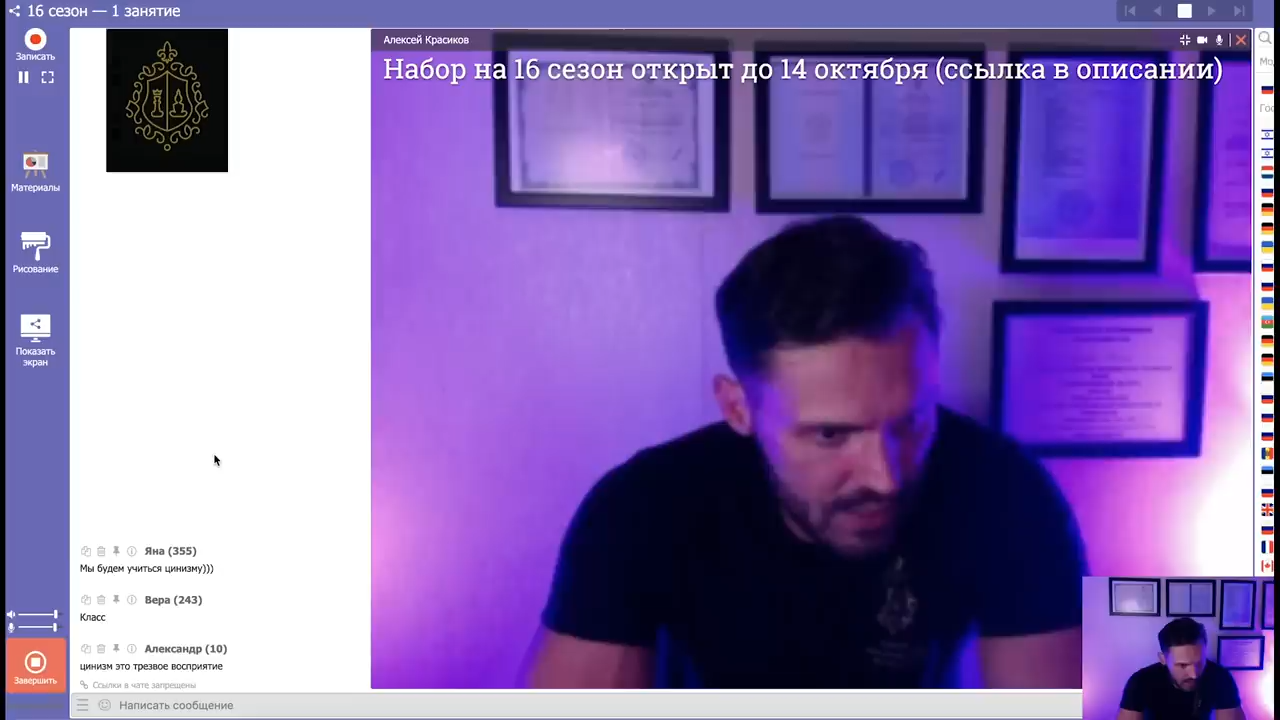 16 сезон — 1 занятие
Записать
Материалы
Рисование
Показать
экран
Завершить
Алексей Красиков
Набор на 16 сезон открыт до 14 октября (ссылка в описании)
Яна (355)
Мы будем учиться цинизму)))
Вера (243)
Класс
Александр (10)
цинизм это трезвое восприятие
Ссылки в чате запрещены
Написать сообщение